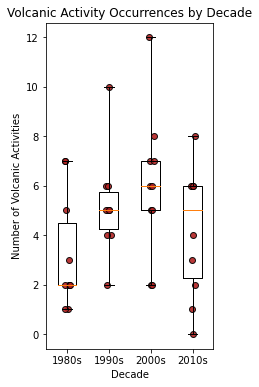 Volcanic Activity Occurrences by Decade
12
10
8
6
4
2
0
Number of Volcanic Activities
1980s 1990s 2000s 2010s
Decade